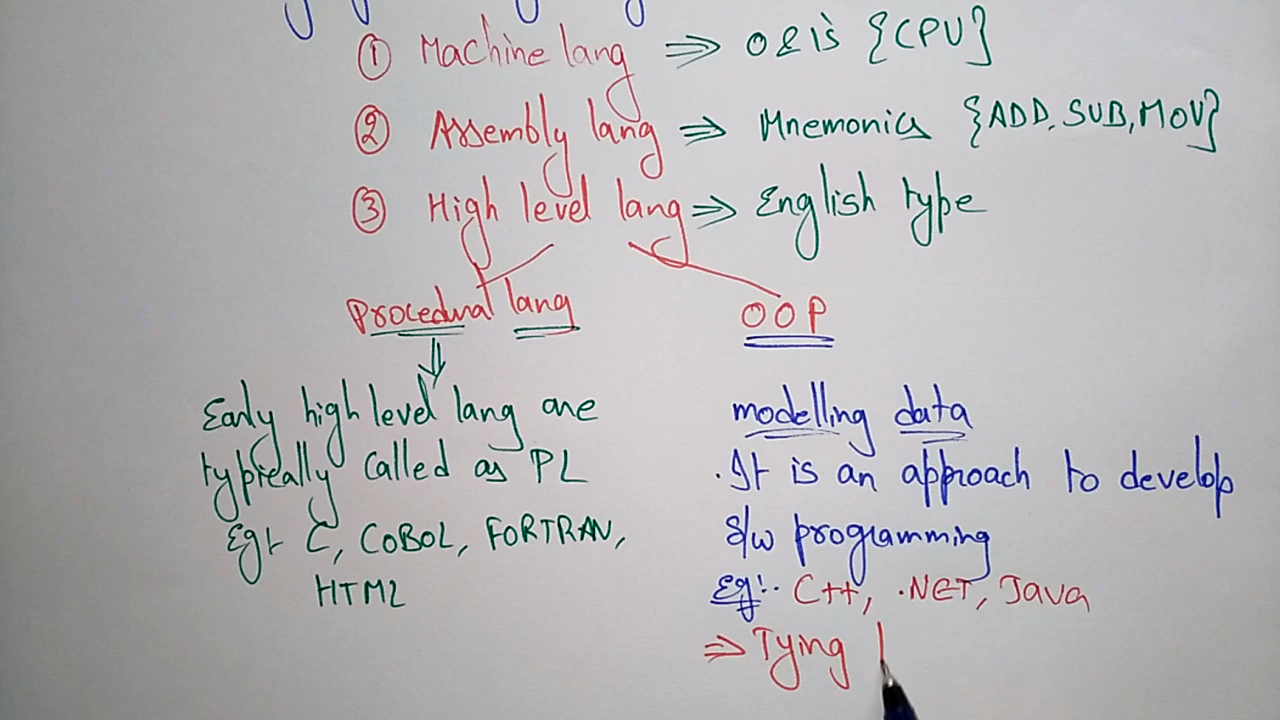 ① Machine lang ⇒ 0 & 1s {CPU}
② Assembly lang ⇒ Mnemonics {ADD, SUB, MOV}
③ High level lang ⇒ English type
Procedural lang
Early high level lang are
typically called as PL
Eg:- C, COBOL, FORTRAN,
HTML
OOP
modelling data
. It is an approach to develop
S/w programming
Eg:- C++, .NET, Java
⇒ Tying